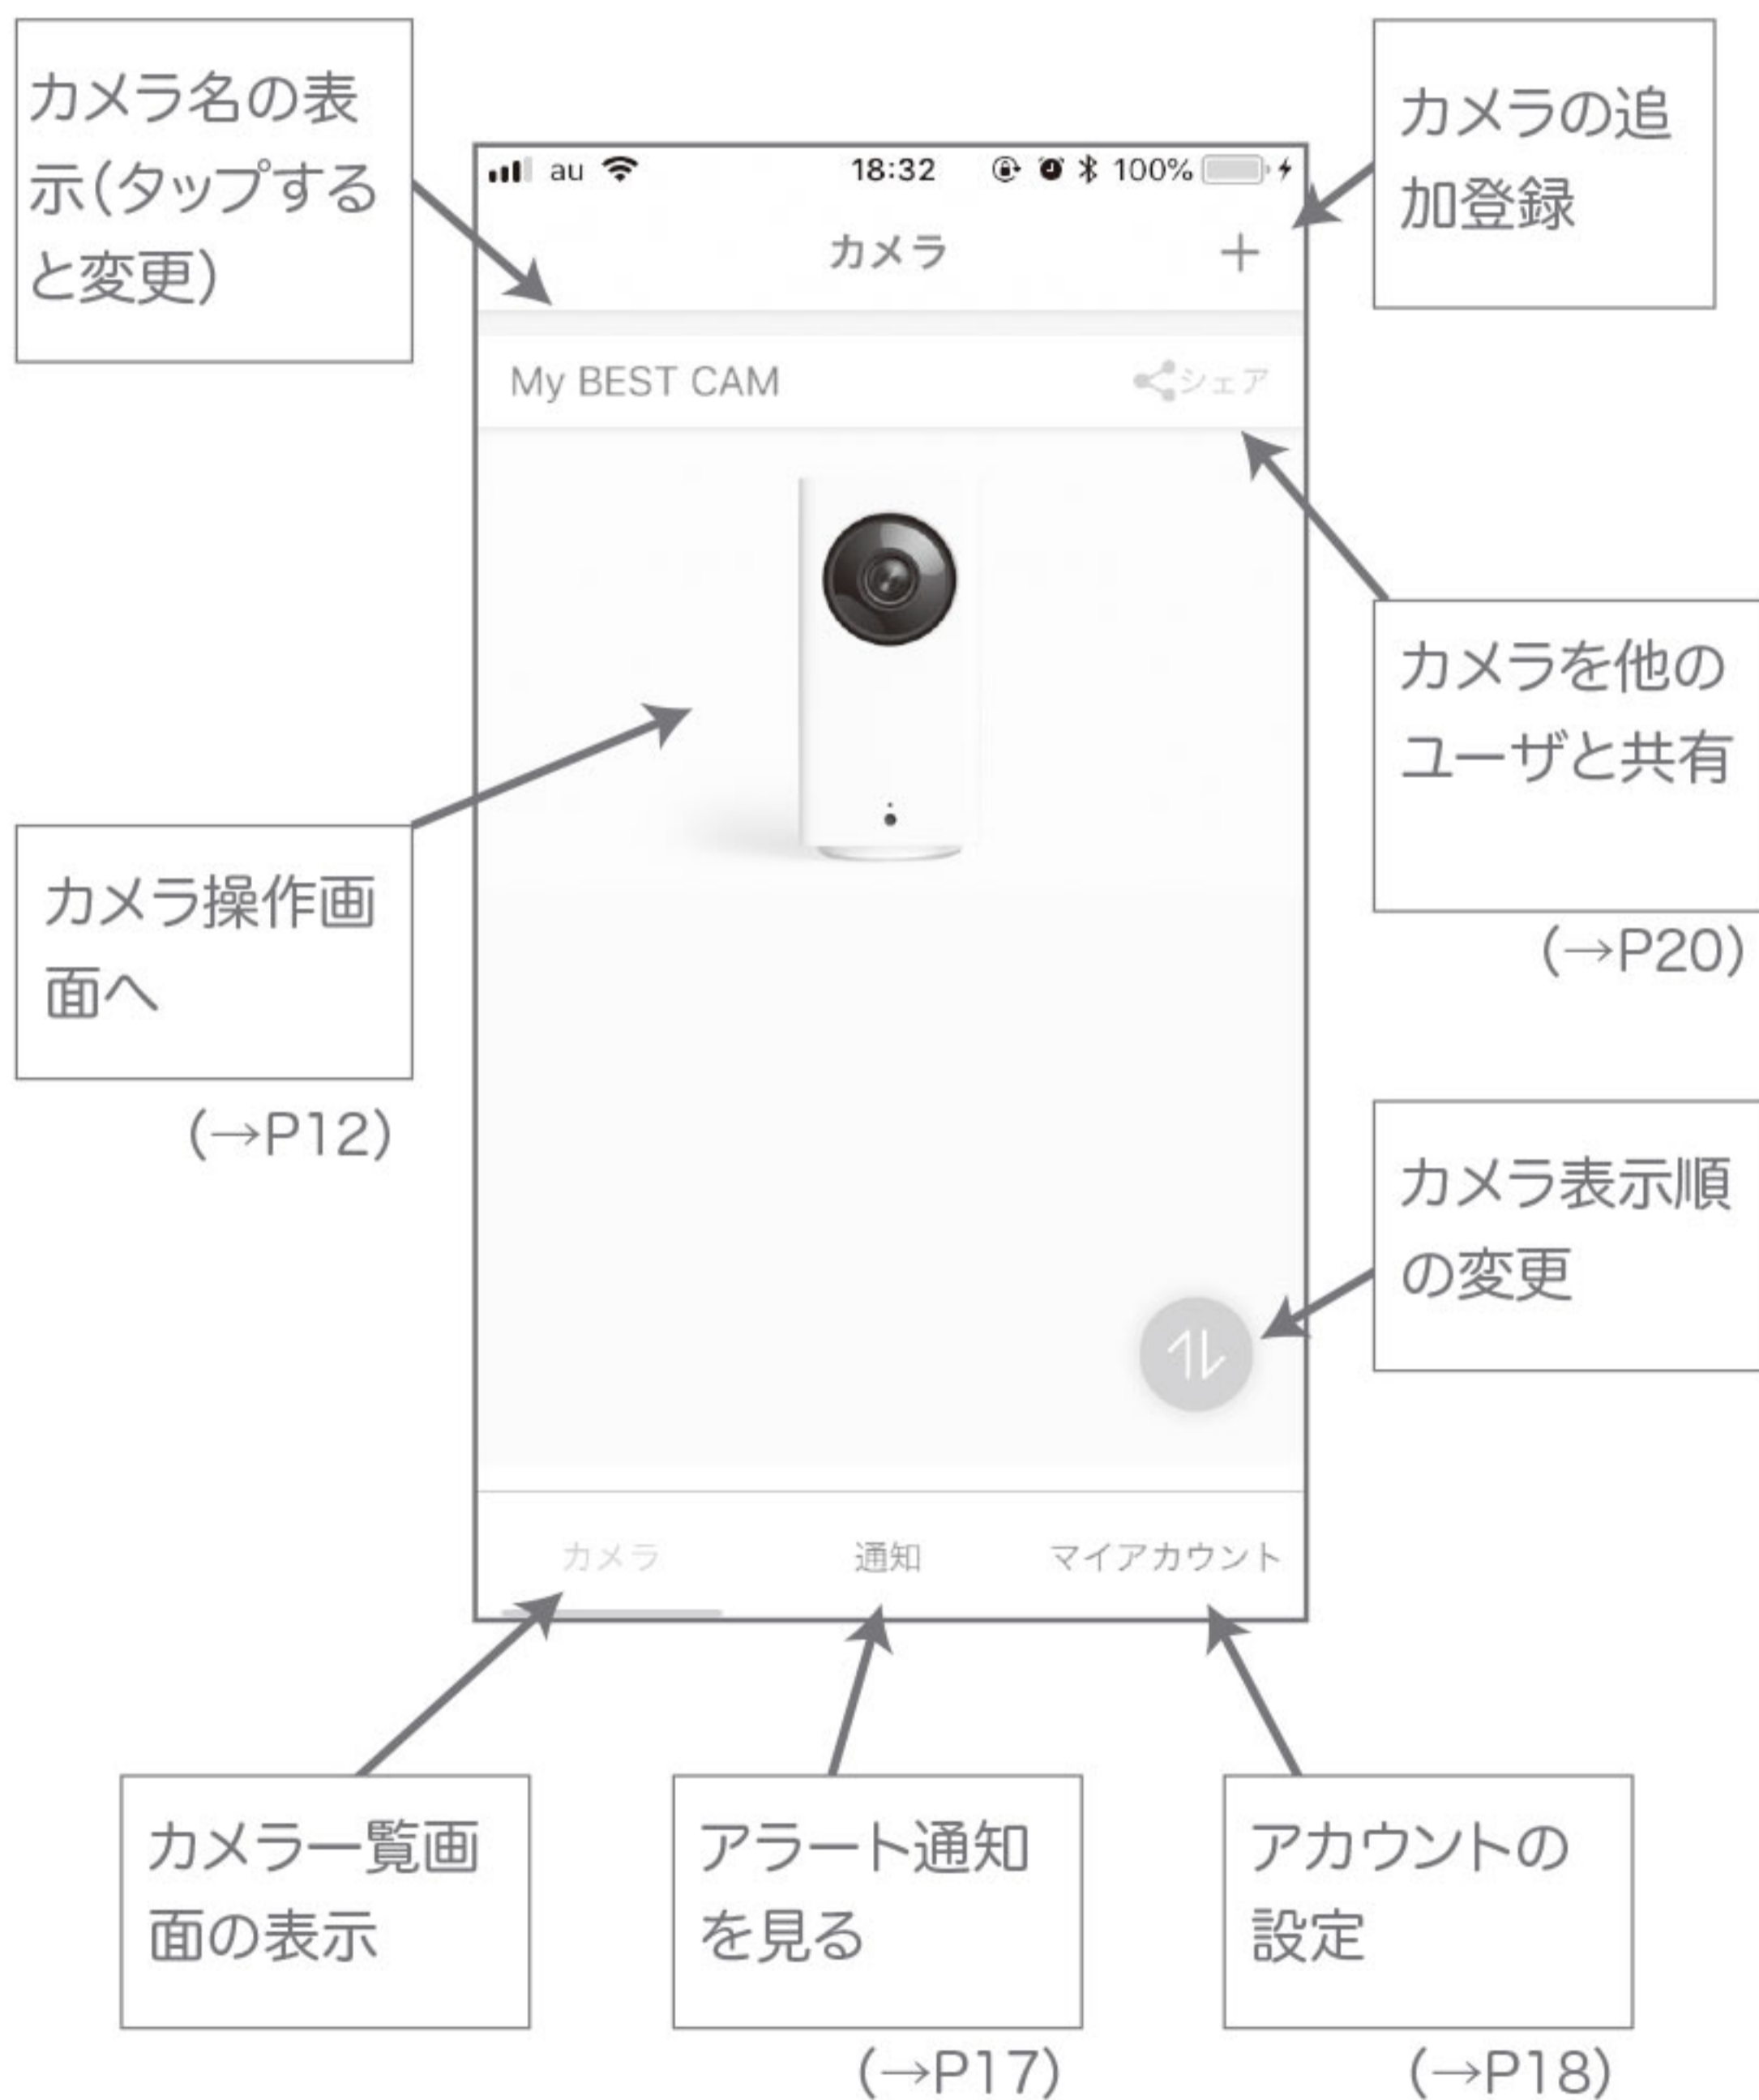 カメラ名の表
示(タップする
と変更)
カメラの追
加登録
au 18:32 100%
カメラ +
My BEST CAM シェア
カメラを他の
ユーザと共有
(→P20)
カメラ操作画
面へ
(→P12)
カメラ表示順
の変更
カメラ 通知 マイアカウント
カメラ一覧画
面の表示
アラート通知
を見る
(→P17)
アカウントの
設定
(→P18)